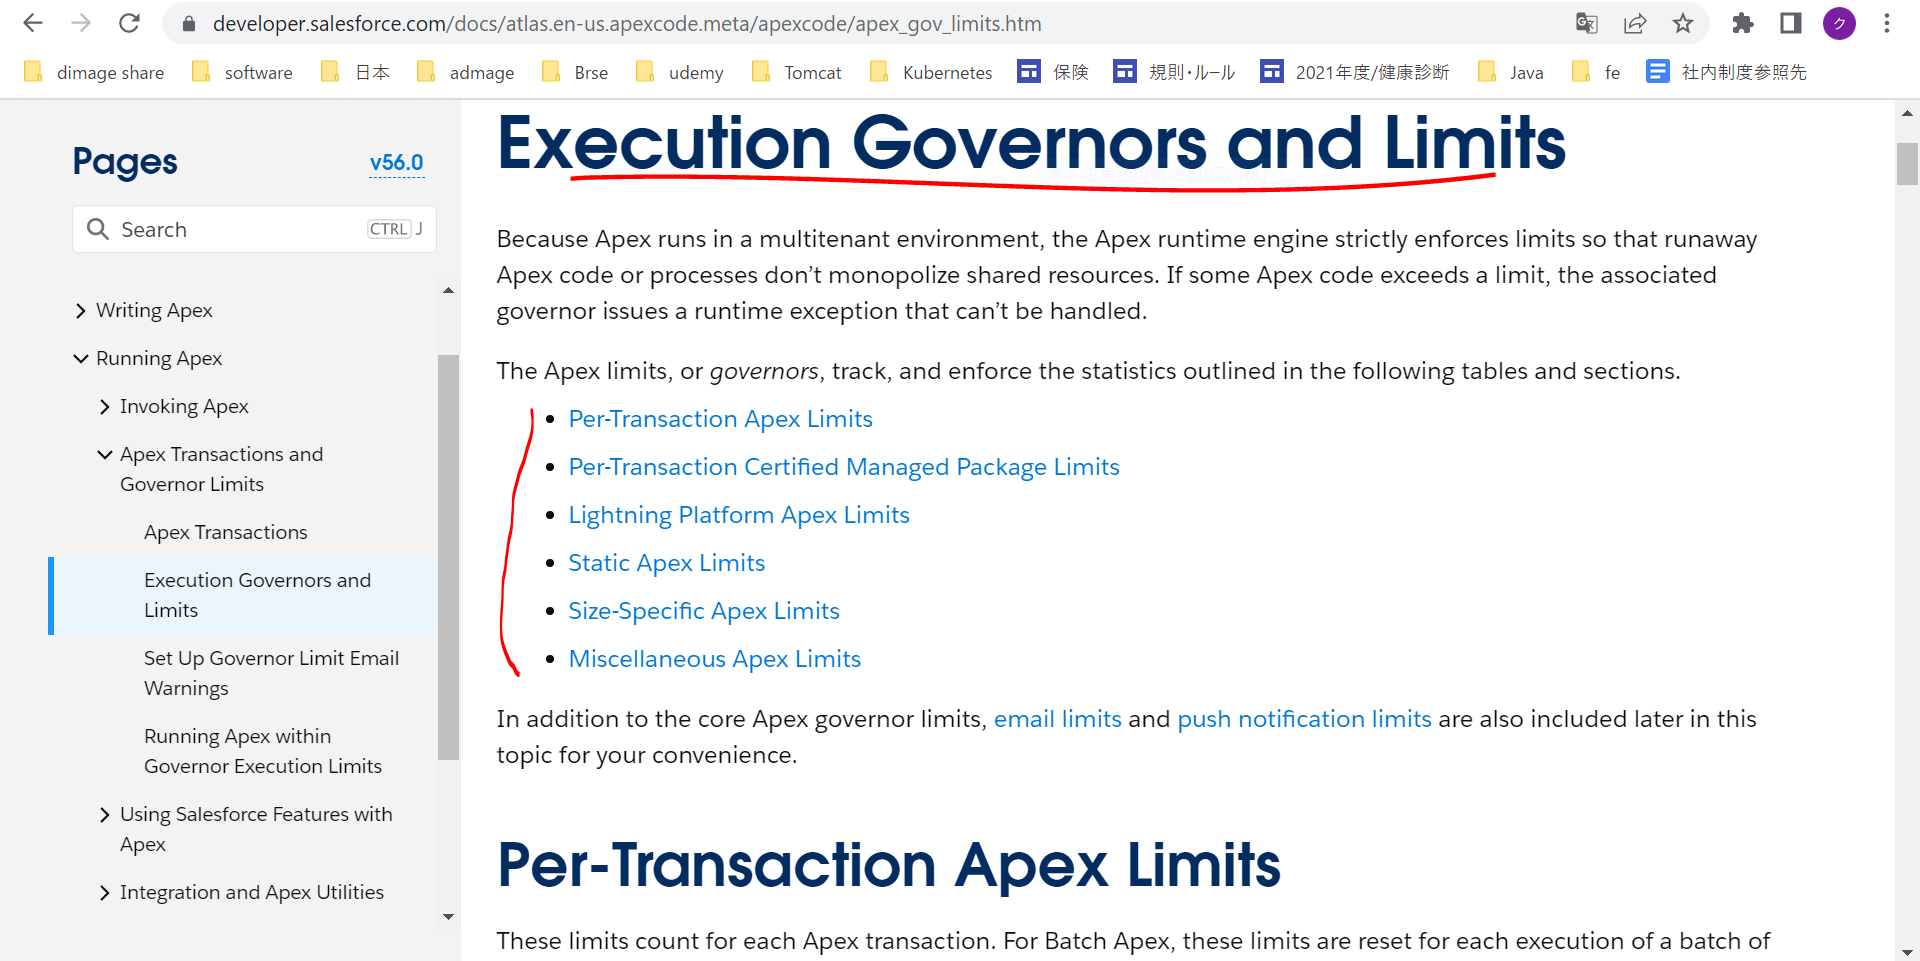 developer.salesforce.com/docs/atlas.en-us.apexcode.meta/apexcode/apex_gov_limits.htm
ク
dimage share software 日本 admage Brse udemy Tomcat Kubernetes 保険 規則・ルール 2021年度/健康診断 Java fe 社内制度参照先
Pages v56.0
Search CTRL J
Writing Apex
Running Apex
Invoking Apex
Apex Transactions and
Governor Limits
Apex Transactions
Execution Governors and
Limits
Set Up Governor Limit Email
Warnings
Running Apex within
Governor Execution Limits
Using Salesforce Features with
Apex
Integration and Apex Utilities
Execution Governors and Limits
Because Apex runs in a multitenant environment, the Apex runtime engine strictly enforces limits so that runaway
Apex code or processes don’t monopolize shared resources. If some Apex code exceeds a limit, the associated
governor issues a runtime exception that can’t be handled.
The Apex limits, or governors, track, and enforce the statistics outlined in the following tables and sections.
• Per-Transaction Apex Limits
• Per-Transaction Certified Managed Package Limits
• Lightning Platform Apex Limits
• Static Apex Limits
• Size-Specific Apex Limits
• Miscellaneous Apex Limits
In addition to the core Apex governor limits, email limits and push notification limits are also included later in this
topic for your convenience.
Per-Transaction Apex Limits
These limits count for each Apex transaction. For Batch Apex, these limits are reset for each execution of a batch of